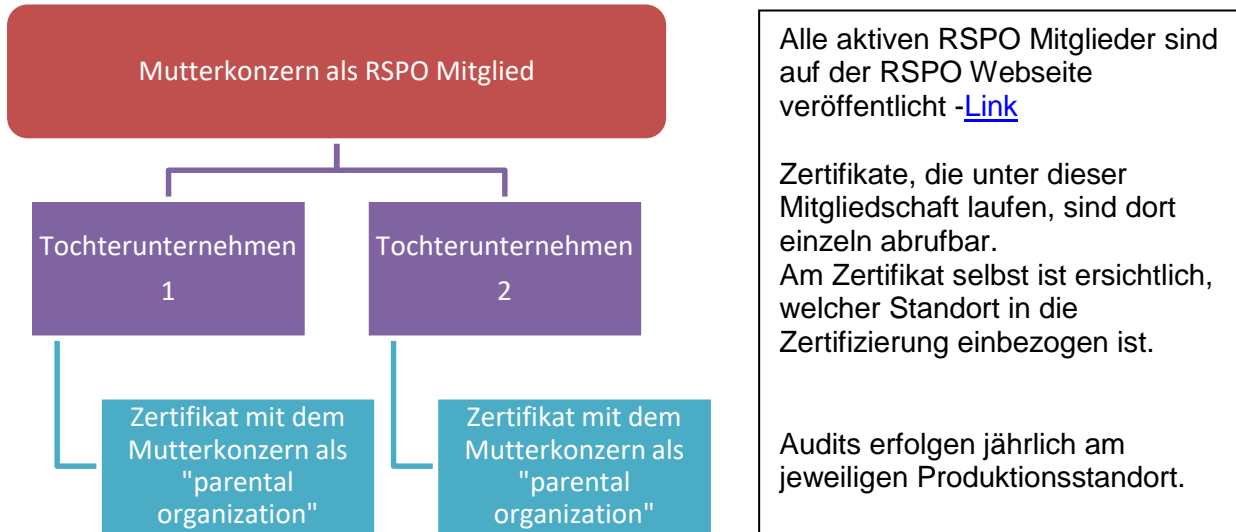 Mutterkonzern als RSPO Mitglied
Tochterunternehmen
1
Tochterunternehmen
2
Zertifikat mit dem
Mutterkonzern als
"parental
organization"
Zertifikat mit dem
Mutterkonzern als
"parental
organization"
Alle aktiven RSPO Mitglieder sind
auf der RSPO Webseite
veröffentlicht -Link
Zertifikate, die unter dieser
Mitgliedschaft laufen, sind dort
einzeln abrufbar.
Am Zertifikat selbst ist ersichtlich,
welcher Standort in die
Zertifizierung einbezogen ist.
Audits erfolgen jährlich am
jeweiligen Produktionsstandort.